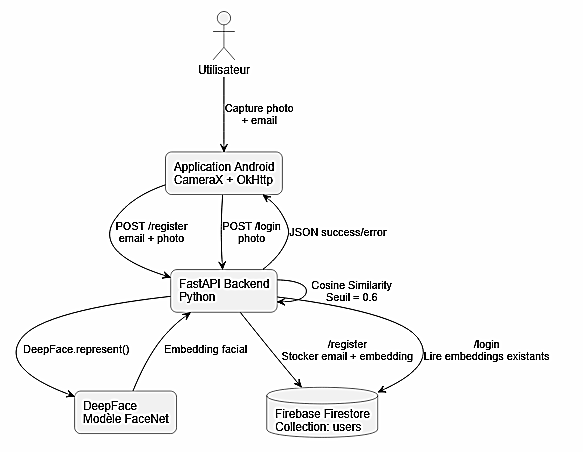 Utilisateur
Capture photo
+ email
Application Android
CameraX + OkHttp
POST /register
email + photo
POST /login
photo
JSON success/error
FastAPI Backend
Python
Cosine Similarity
Seuil = 0.6
DeepFace.represent()
Embedding facial
/register
Stocker email + embedding
/login
Lire embeddings existants
DeepFace
Modèle FaceNet
Firebase Firestore
Collection: users